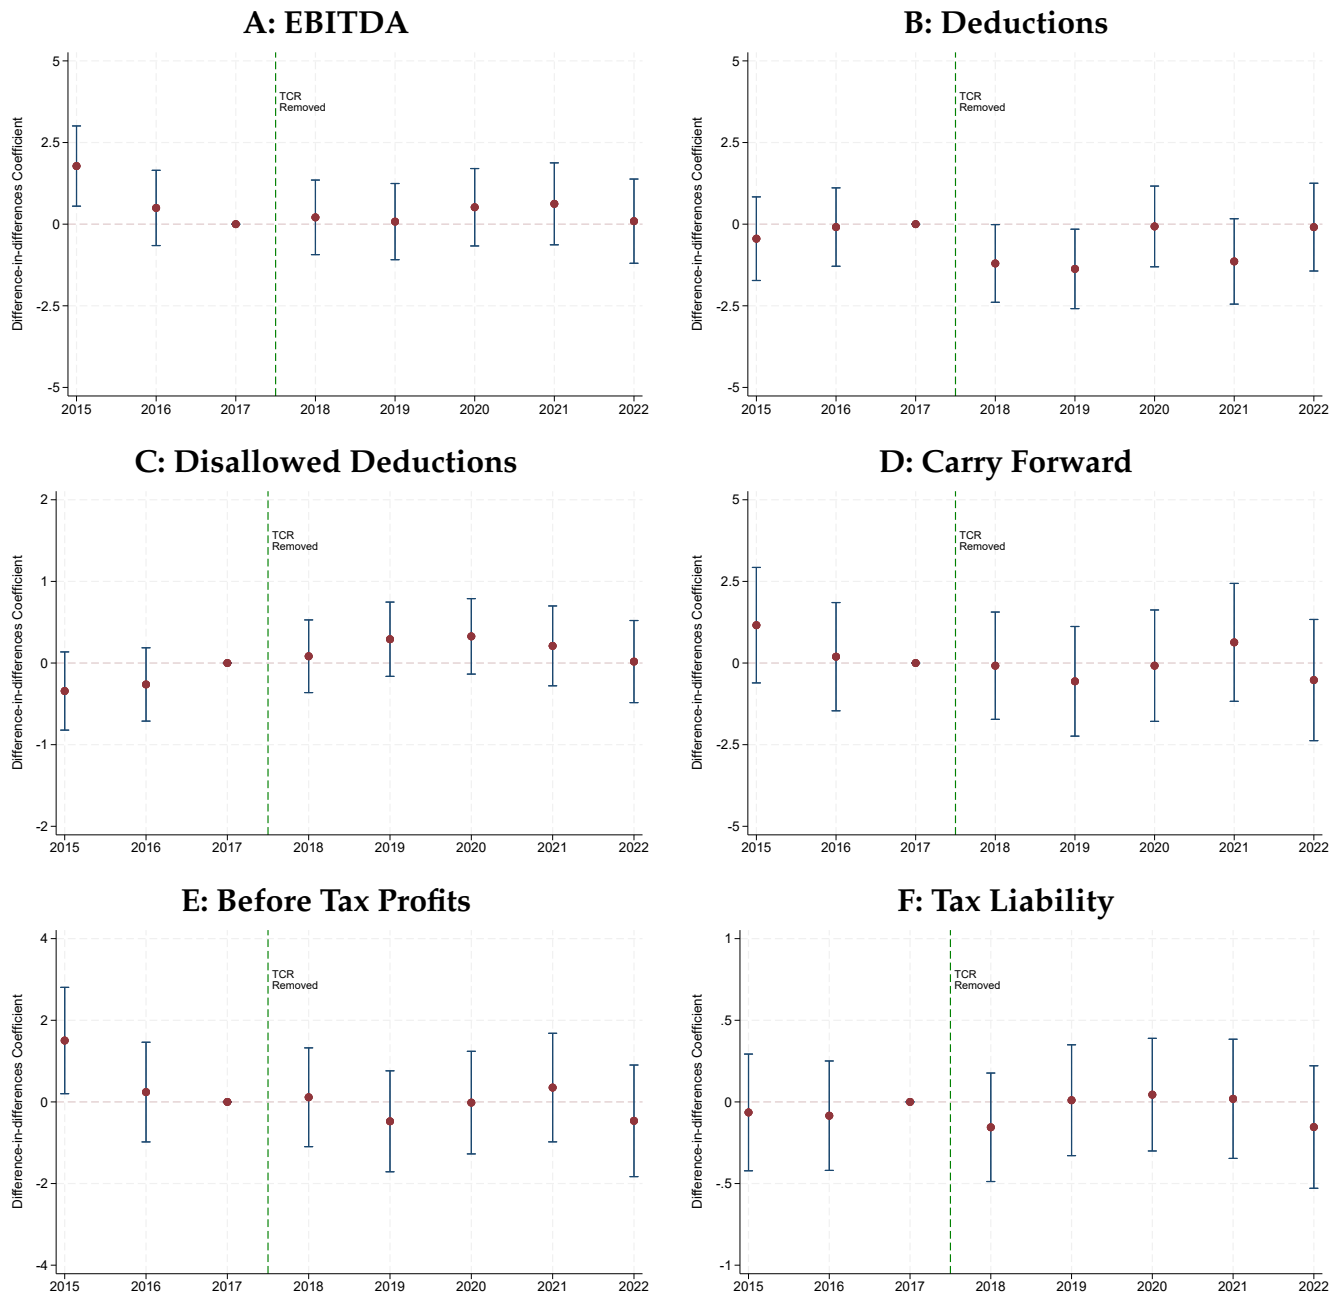 A: EBITDA
Difference-in-differences Coefficient
5
2.5
0
-2.5
-5
TCR
Removed
2015 2016 2017 2018 2019 2020 2021 2022
B: Deductions
Difference-in-differences Coefficient
5
2.5
0
-2.5
-5
TCR
Removed
2015 2016 2017 2018 2019 2020 2021 2022
C: Disallowed Deductions
Difference-in-differences Coefficient
2
1
0
-1
-2
TCR
Removed
2015 2016 2017 2018 2019 2020 2021 2022
D: Carry Forward
Difference-in-differences Coefficient
5
2.5
0
-2.5
-5
TCR
Removed
2015 2016 2017 2018 2019 2020 2021 2022
E: Before Tax Profits
Difference-in-differences Coefficient
4
2
0
-2
-4
TCR
Removed
2015 2016 2017 2018 2019 2020 2021 2022
F: Tax Liability
Difference-in-differences Coefficient
1
.5
0
-.5
-1
TCR
Removed
2015 2016 2017 2018 2019 2020 2021 2022